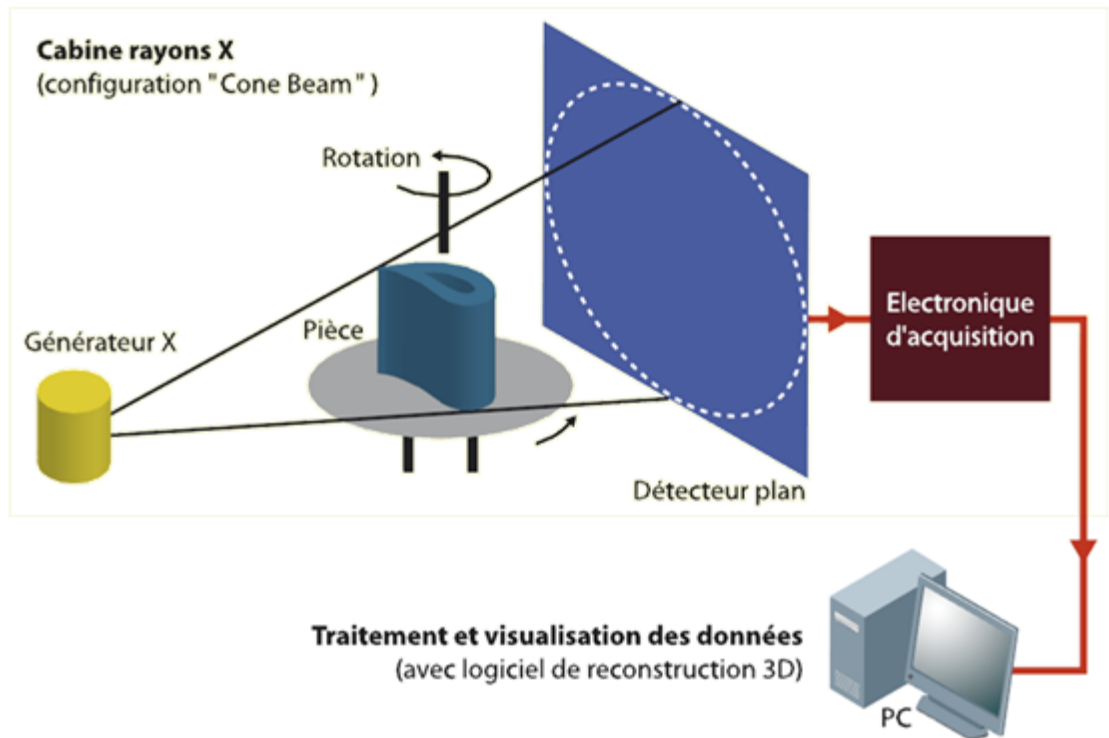 Cabine rayons X
(configuration "Cone Beam" )
Rotation
Générateur X
Pièce
Electronique
d'acquisition
Détecteur plan
Traitement et visualisation des données
(avec logiciel de reconstruction 3D)
PC